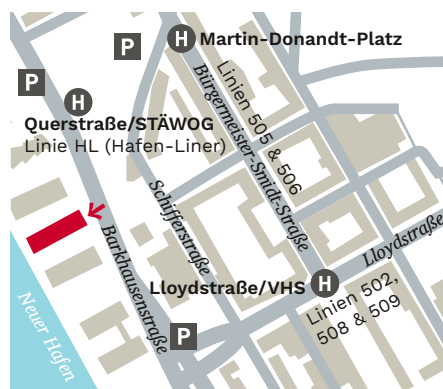 P
P
H Martin-Donandt-Platz
H
Querstraße/STÄWOG
Linie HL (Hafen-Liner)
Linien 505 & 506
Bürgermeister-Smidt-Straße
Schifferstraße
Barkhausenstraße
Lloydstraße
Lloydstraße/VHS H
Linien 502,
508 & 509
Neuer Hafen
P